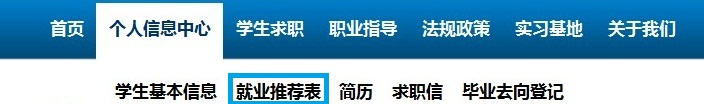 首页 个人信息中心 学生求职 职业指导 法规政策 实习基地 关于我们
学生基本信息 就业推荐表 简历 求职信 毕业去向登记